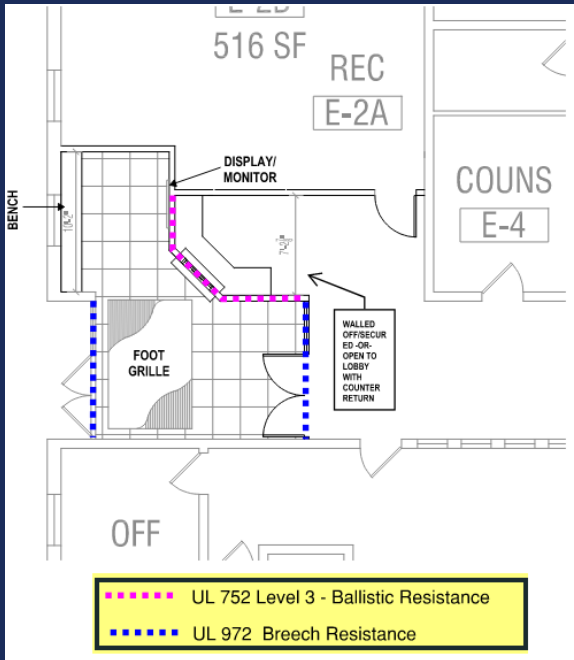 E-2B
516 SF
REC
E-2A
DISPLAY/
MONITOR
BENCH
COUNS
E-4
WALLED
OFF/SECUR
ED -OR-
OPEN TO
LOBBY
WITH
COUNTER
RETURN
FOOT
GRILLE
OFF
UL 752 Level 3 - Ballistic Resistance
UL 972 Breech Resistance